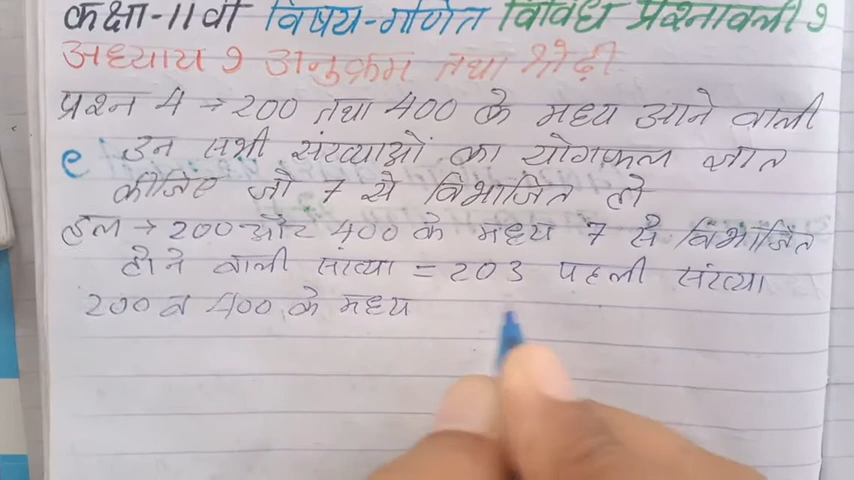 कक्षा-11वी विषय-गणित विविध प्रश्नावली 9
अध्याय 9 अनुक्रम तथा श्रेढ़ी
प्रश्न 4 → 200 तथा 400 के मध्य आने वाली
उन सभी संख्याओं का योगफल ज्ञात
कीजिए जो 7 से विभाजित हो
हल → 200 और 400 के मध्य 7 से विभाजित
होने वाली सख्या = 203 पहली संख्या
200 व 400 के मध्य